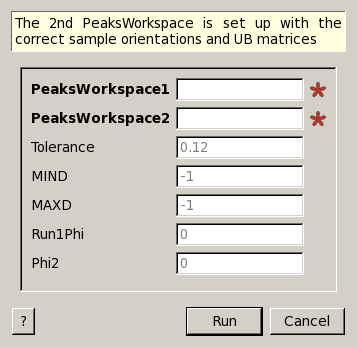 The 2nd PeaksWorkspace is set up with the
correct sample orientations and UB matrices
PeaksWorkspace1
PeaksWorkspace2
Tolerance 0.12
MIND -1
MAXD -1
Run1Phi 0
Phi2 0
? Run Cancel